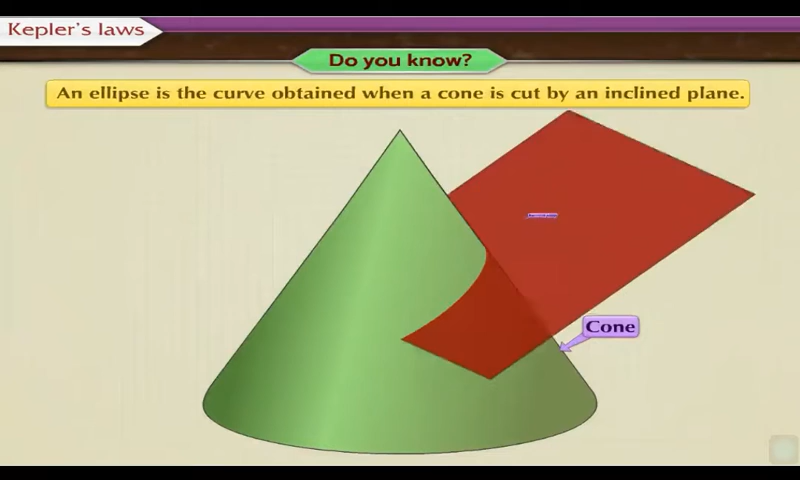 Kepler's laws
Do you know?
An ellipse is the curve obtained when a cone is cut by an inclined plane.
Cone